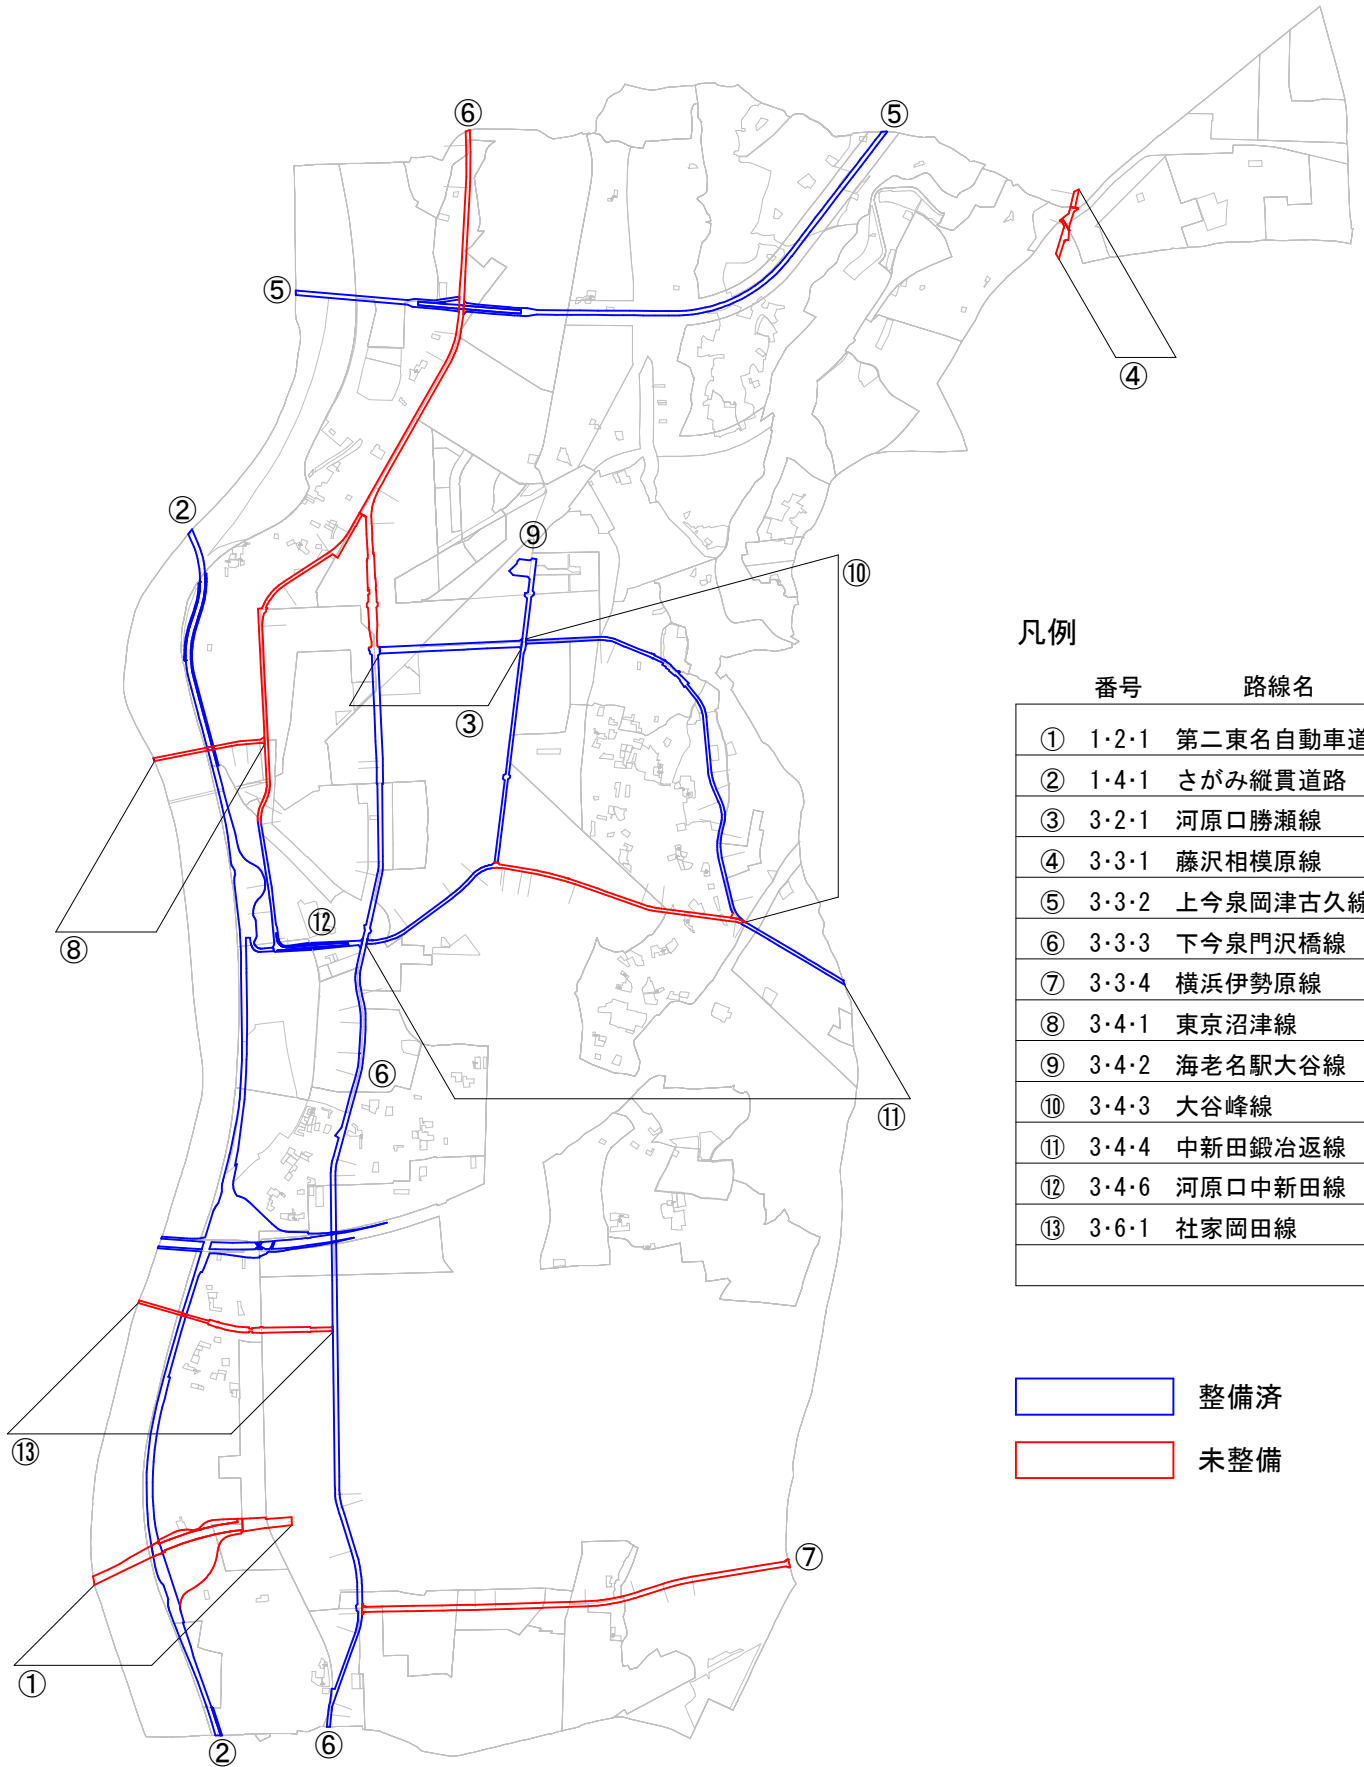 ⑥
⑤
⑤
④
②
⑨
⑩
③
⑫
⑧
⑥
⑪
⑬
⑦
①
②
⑥
凡例
番号 路線名
① 1・2・1 第二東名自動車道
② 1・4・1 さがみ縦貫道路
③ 3・2・1 河原口勝瀬線
④ 3・3・1 藤沢相模原線
⑤ 3・3・2 上今泉岡津古久線
⑥ 3・3・3 下今泉門沢橋線
⑦ 3・3・4 横浜伊勢原線
⑧ 3・4・1 東京沼津線
⑨ 3・4・2 海老名駅大谷線
⑩ 3・4・3 大谷峰線
⑪ 3・4・4 中新田鍛冶返線
⑫ 3・4・6 河原口中新田線
⑬ 3・6・1 社家岡田線
整備済
未整備